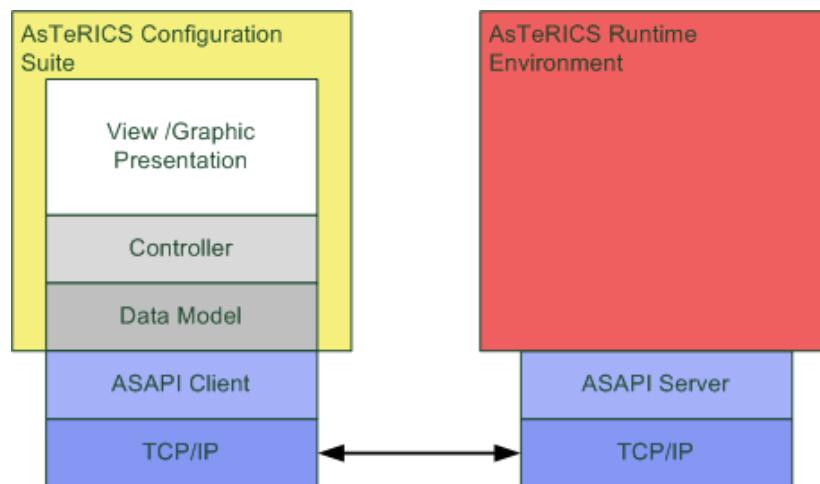 AsTeRICS Configuration
Suite
View /Graphic
Presentation
Controller
Data Model
ASAPI Client
TCP/IP
AsTeRICS Runtime
Environment
ASAPI Server
TCP/IP